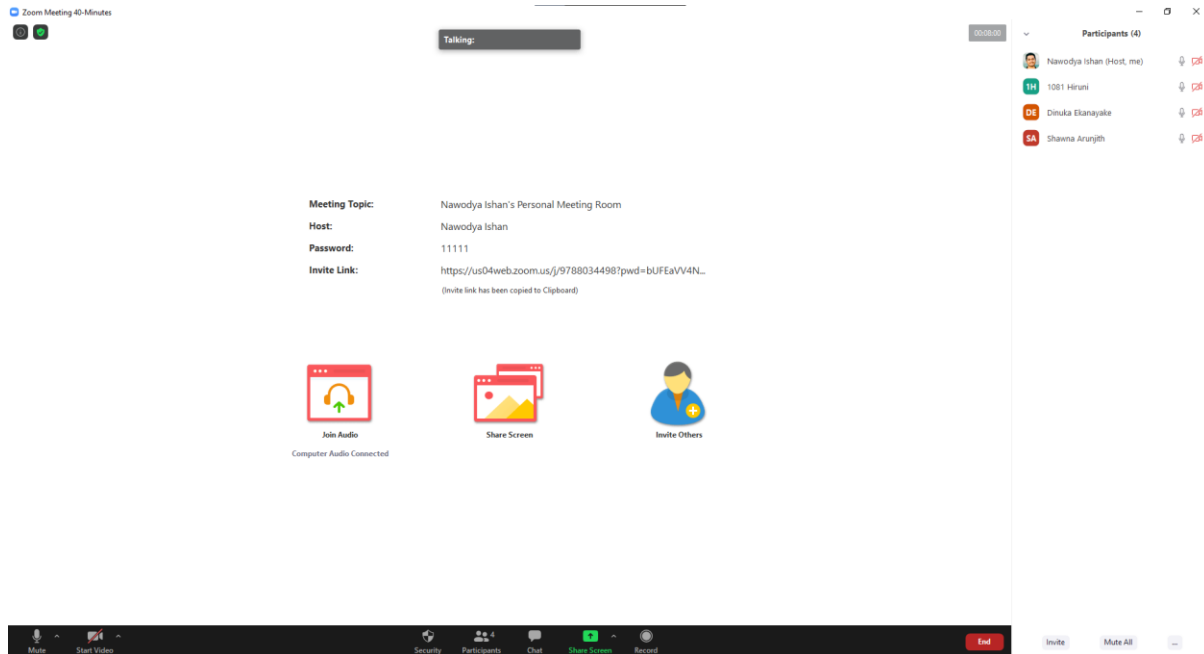 Zoom Meeting 40-Minutes
Talking:
00:08:00
Participants (4)
Nawodya Ishan (Host, me)
1H 1081 Hiruni
DE Dinuka Ekanayake
SA Shawna Arunjith
Meeting Topic: Nawodya Ishan's Personal Meeting Room
Host: Nawodya Ishan
Password: 11111
Invite Link: https://us04web.zoom.us/j/9788034498?pwd=bUFEaVV4N...
(Invite link has been copied to Clipboard)
Join Audio
Share Screen
Invite Others
Computer Audio Connected
Mute
Start Video
Security
Participants 4
Chat
Share Screen
Record
End
Invite
Mute All
...